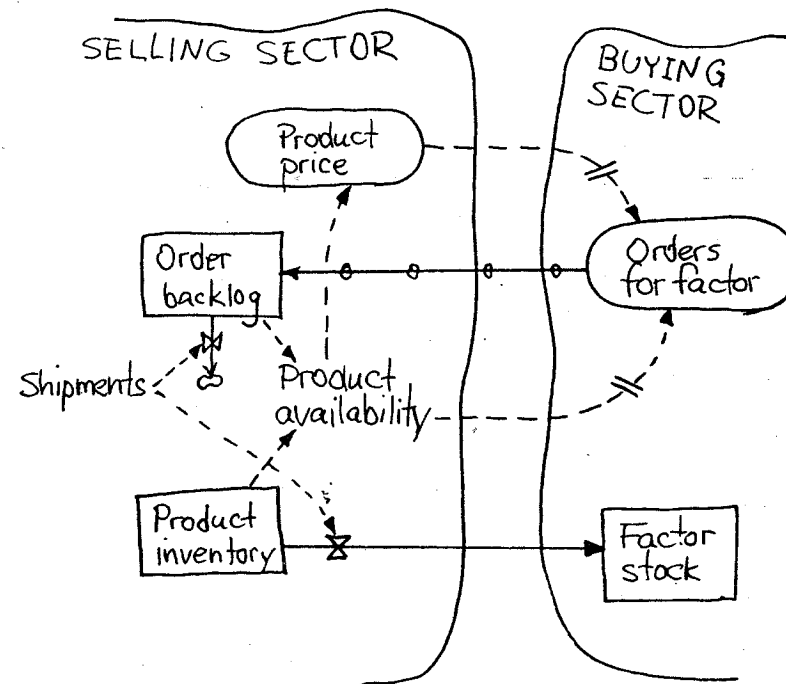 SELLING SECTOR
BUYING
SECTOR
Product
price
Order
backlog
Orders
for factor
Shipments
Product
availability
Product
inventory
Factor
stock